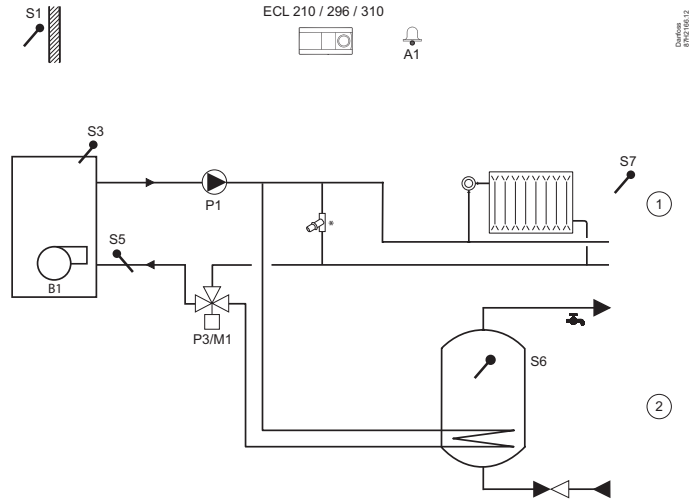 S1
ECL 210 / 296 / 310
A1
Danfoss
87H2166.12
S3
P1
S7
1
*
S5
B1
P3/M1
S6
2